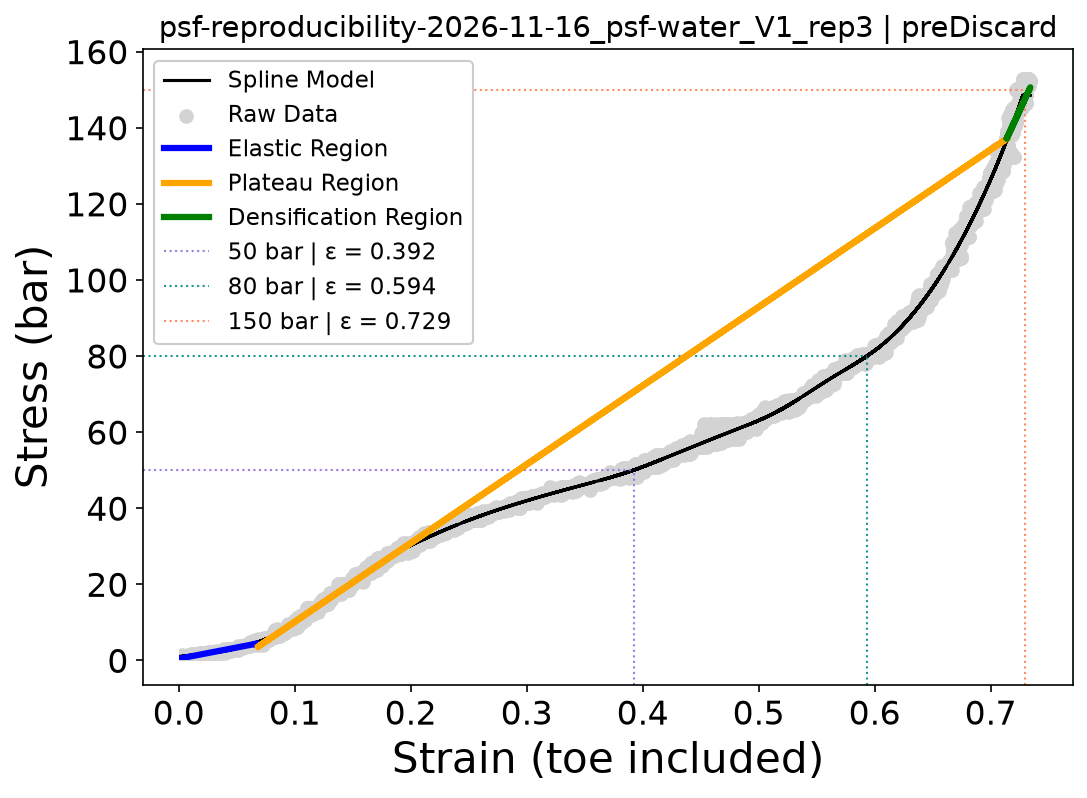 psf-reproducibility-2026-11-16_psf-water_V1_rep3 | preDiscard
160
140
120
100
80
60
40
20
0
Stress (bar)
Spline Model
Raw Data
Elastic Region
Plateau Region
Densification Region
50 bar | ε = 0.392
80 bar | ε = 0.594
150 bar | ε = 0.729
0.0 0.1 0.2 0.3 0.4 0.5 0.6 0.7
Strain (toe included)